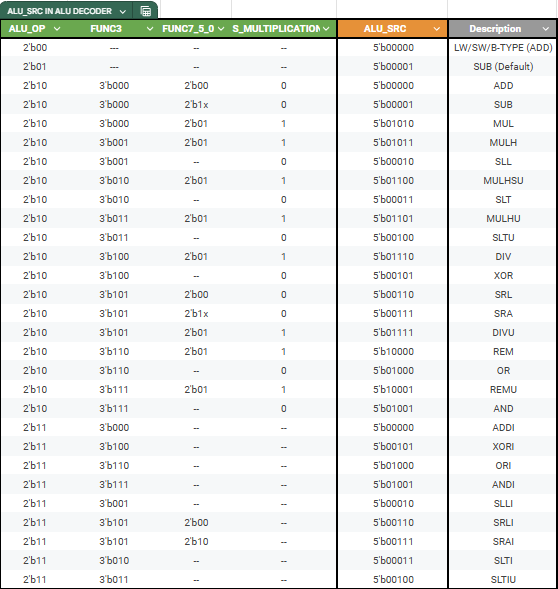 ALU_SRC IN ALU DECODER
ALU_OP FUNC3 FUNC7_5_0 S_MULTIPLICATION ALU_SRC Description
2'b00 --- -- -- 5'b00000 LW/SW/B-TYPE (ADD)
2'b01 --- -- -- 5'b00001 SUB (Default)
2'b10 3'b000 2'b00 0 5'b00000 ADD
2'b10 3'b000 2'b1x 0 5'b00001 SUB
2'b10 3'b000 2'b01 1 5'b01010 MUL
2'b10 3'b001 2'b01 1 5'b01011 MULH
2'b10 3'b001 -- 0 5'b00010 SLL
2'b10 3'b010 2'b01 1 5'b01100 MULHSU
2'b10 3'b010 -- 0 5'b00011 SLT
2'b10 3'b011 2'b01 1 5'b01101 MULHU
2'b10 3'b011 -- 0 5'b00100 SLTU
2'b10 3'b100 2'b01 1 5'b01110 DIV
2'b10 3'b100 -- 0 5'b00101 XOR
2'b10 3'b101 2'b00 0 5'b00110 SRL
2'b10 3'b101 2'b1x 0 5'b00111 SRA
2'b10 3'b101 2'b01 1 5'b01111 DIVU
2'b10 3'b110 2'b01 1 5'b10000 REM
2'b10 3'b110 -- 0 5'b01000 OR
2'b10 3'b111 2'b01 1 5'b10001 REMU
2'b10 3'b111 -- 0 5'b01001 AND
2'b11 3'b000 -- -- 5'b00000 ADDI
2'b11 3'b100 -- -- 5'b00101 XORI
2'b11 3'b110 -- -- 5'b01000 ORI
2'b11 3'b111 -- -- 5'b01001 ANDI
2'b11 3'b001 -- -- 5'b00010 SLLI
2'b11 3'b101 2'b00 -- 5'b00110 SRLI
2'b11 3'b101 2'b10 -- 5'b00111 SRAI
2'b11 3'b010 -- -- 5'b00011 SLTI
2'b11 3'b011 -- -- 5'b00100 SLTIU